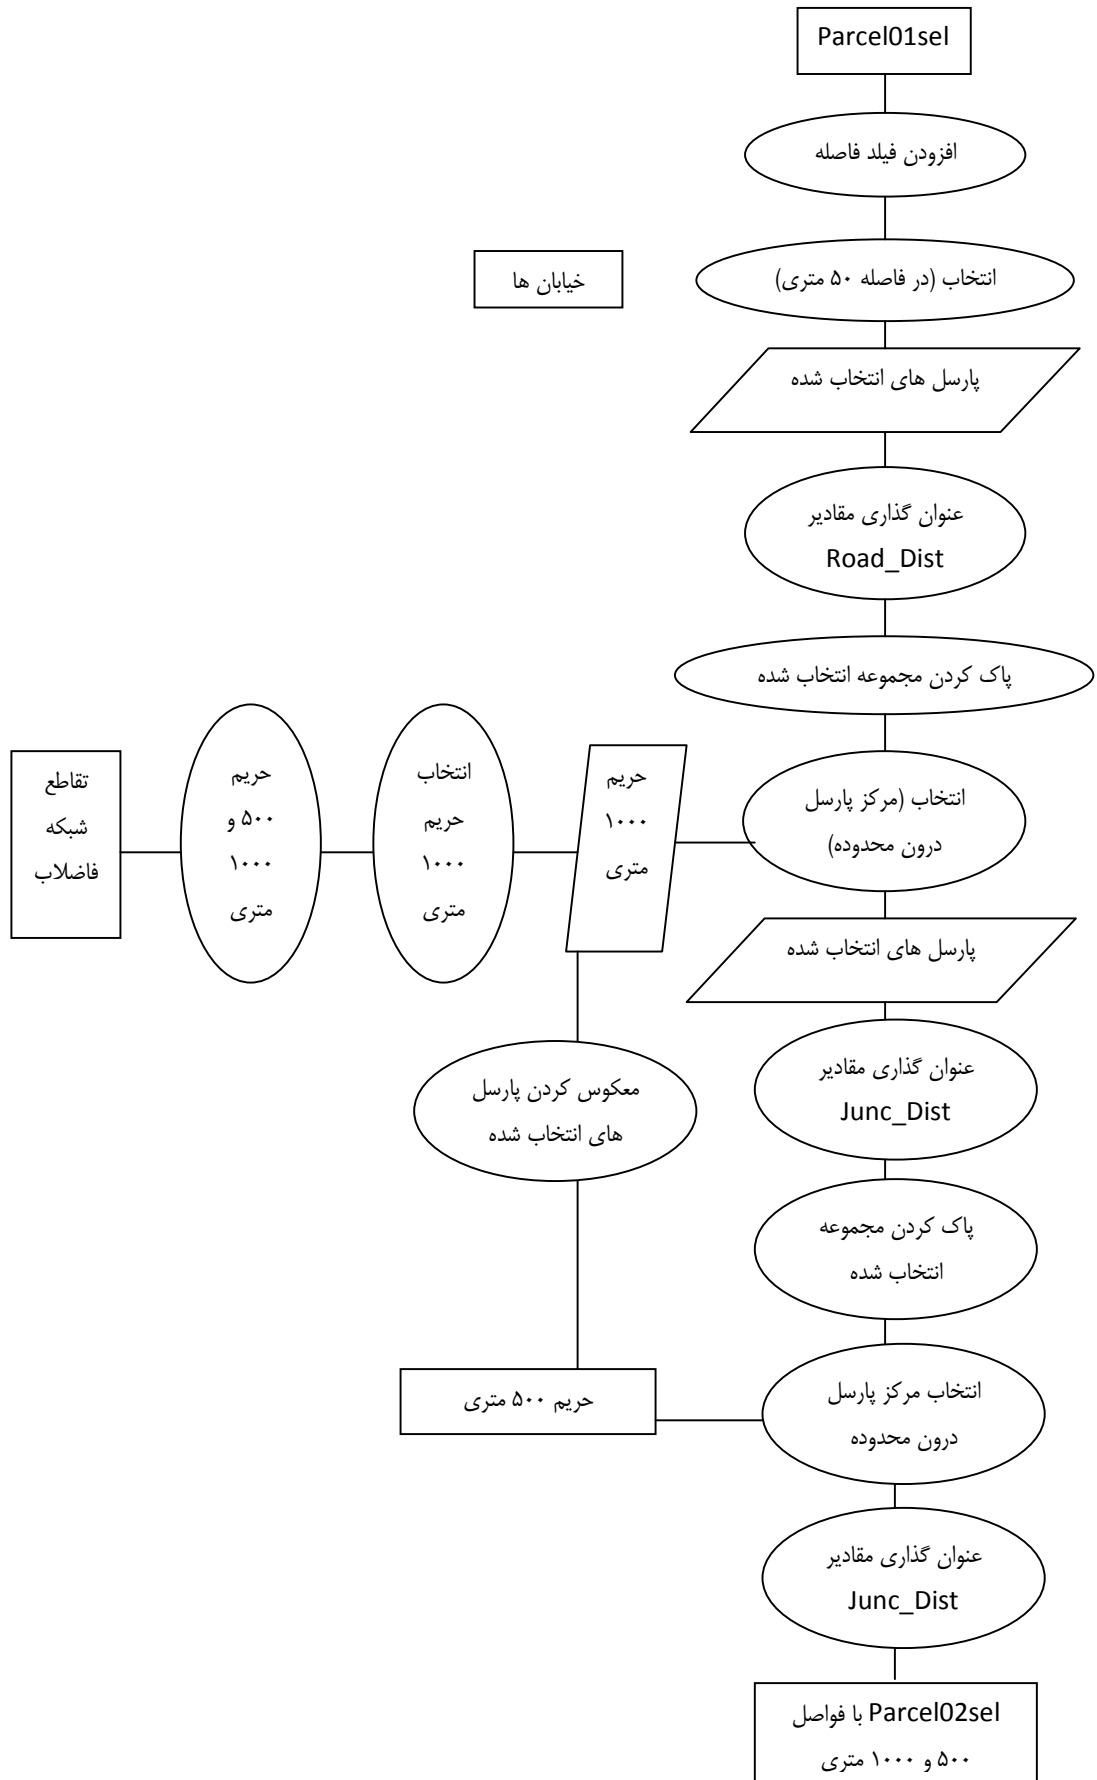 Parcel01sel
افزودن فیلد فاصله
خیابان ها
انتخاب (در فاصله ۵۰ متری)
پارسل های انتخاب شده
عنوان گذاری مقادیر
Road_Dist
پاک کردن مجموعه انتخاب شده
تقاطع
شبکه
فاضلاب
حریم
۵۰۰ و
۱۰۰۰
متری
انتخاب
حریم
۱۰۰۰
متری
حریم
۱۰۰۰
متری
انتخاب (مرکز پارسل
درون محدوده)
پارسل های انتخاب شده
معکوس کردن پارسل
های انتخاب شده
عنوان گذاری مقادیر
Junc_Dist
پاک کردن مجموعه
انتخاب شده
حریم ۵۰۰ متری
انتخاب مرکز پارسل
درون محدوده
عنوان گذاری مقادیر
Junc_Dist
Parcel02sel با فواصل
۵۰۰ و ۱۰۰۰ متری